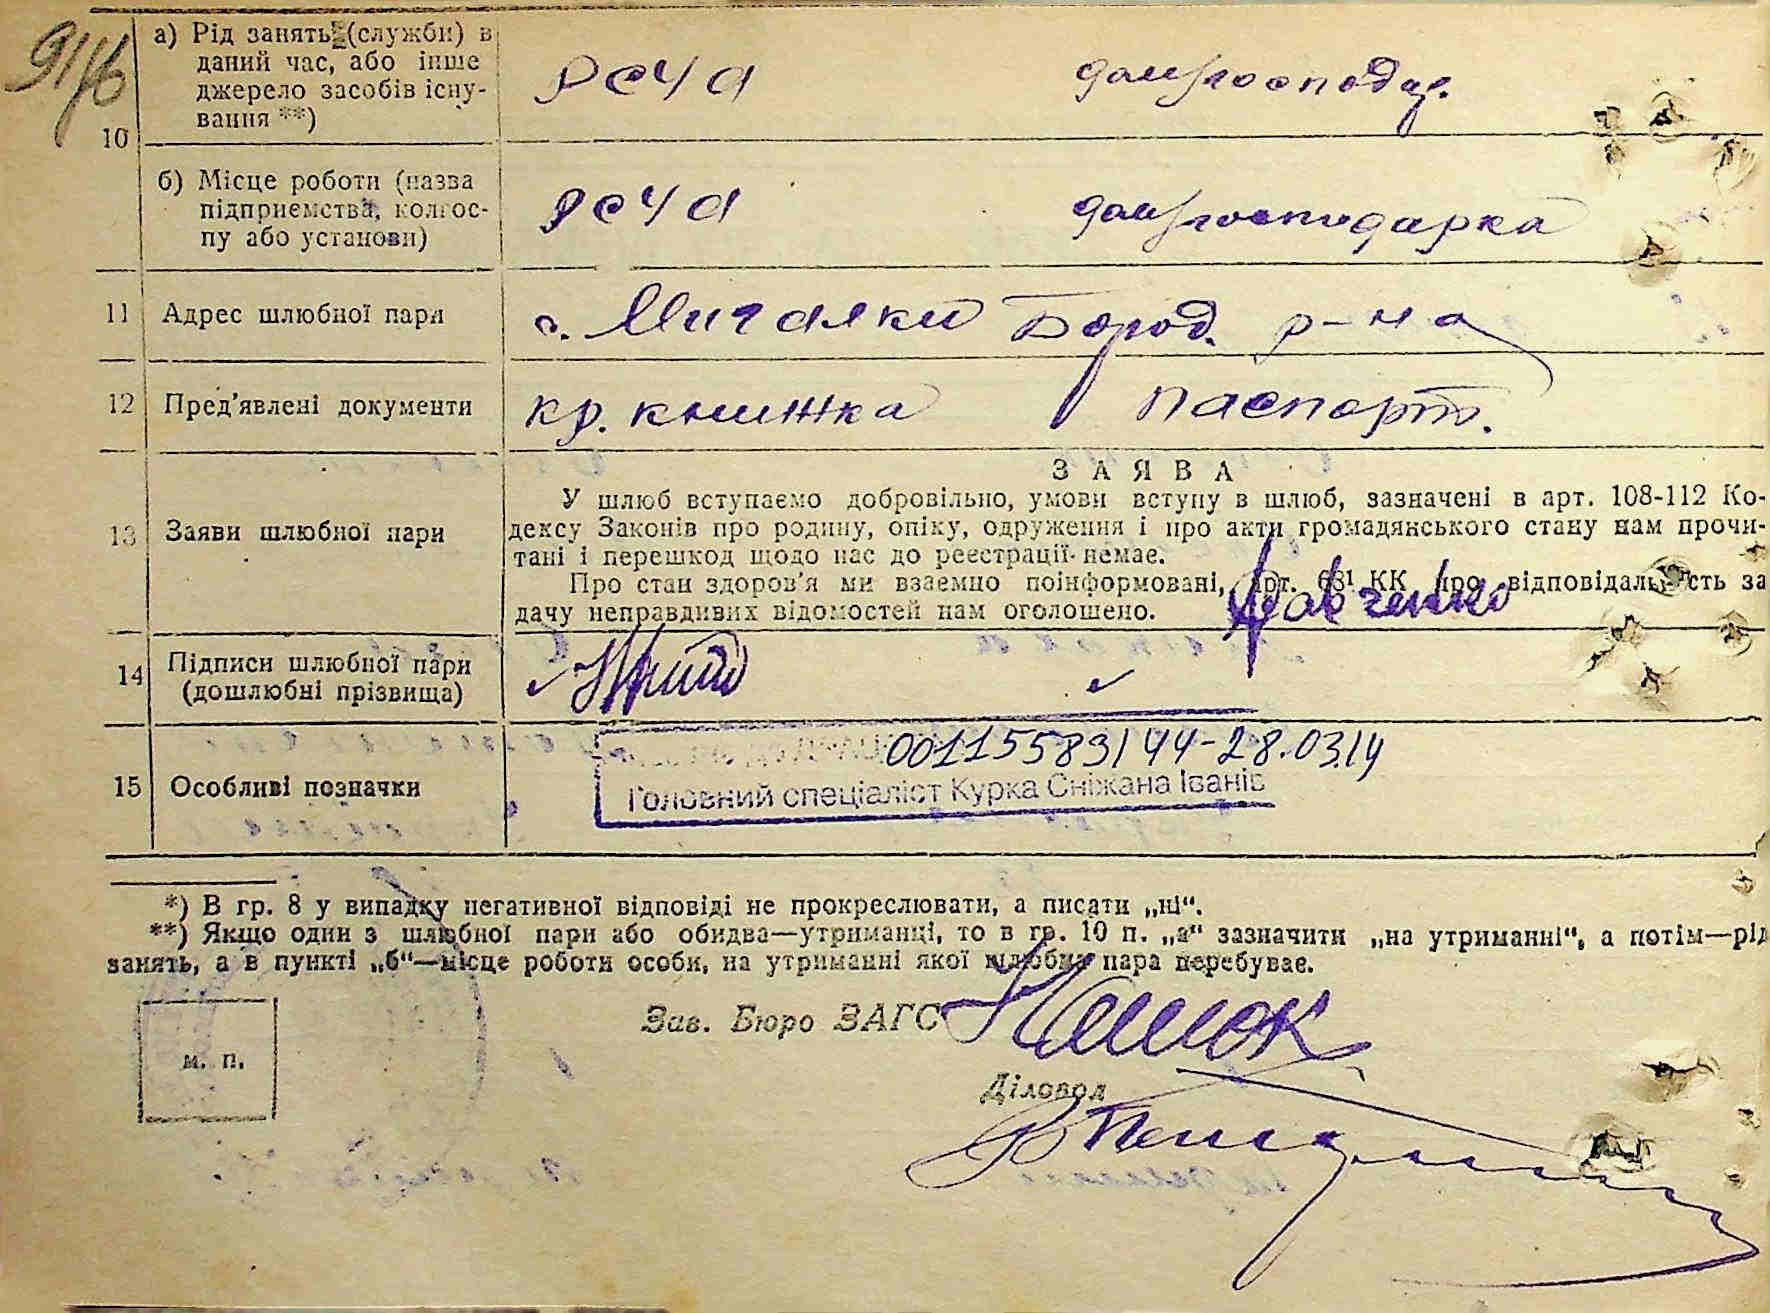 91/6
10
а) Рід занять (служби) в
даний час, або інше
джерело засобів існу-
вання **)
РСЧА домгосподар.
б) Місце роботи (назва
підприємства, колгос-
пу або установи)
РСЧА домгосподарка
11 Адрес шлюбної пари
с. Мигалки Бород. р-на
12 Пред'явлені документи
кр. книжка паспорт.
13 Заяви шлюбної пари
ЗАЯВА
У шлюб вступаємо добровільно, умови вступу в шлюб, зазначені в арт. 108-112 Ко-
дексу Законів про родину, опіку, одруження і про акти громадянського стану нам прочи-
тані і перешкод щодо нас до реєстрації немає.
Про стан здоров'я ми взаємно поінформовані, арт. 68¹ КК про відповідальність за
дачу неправдивих відомостей нам оголошено.
Кравченко
14 Підписи шлюбної пари
(дошлюбні прізвища)
15 Особливі позначки
00115583144-28.03.14
Головний спеціаліст Курка Сніжана Іванів
*) В гр. 8 у випадку негативної відповіді не прокреслювати, а писати „ні“.
**) Якщо один з шлюбної пари або обидва—утриманці, то в гр. 10 п. „а“ зазначити „на утриманні“, а потім—рід
занять, а в пункті „б“—місце роботи особи, на утриманні якої шлюбна пара перебуває.
Зав. Бюро ЗАГС
м. п.
Діловод